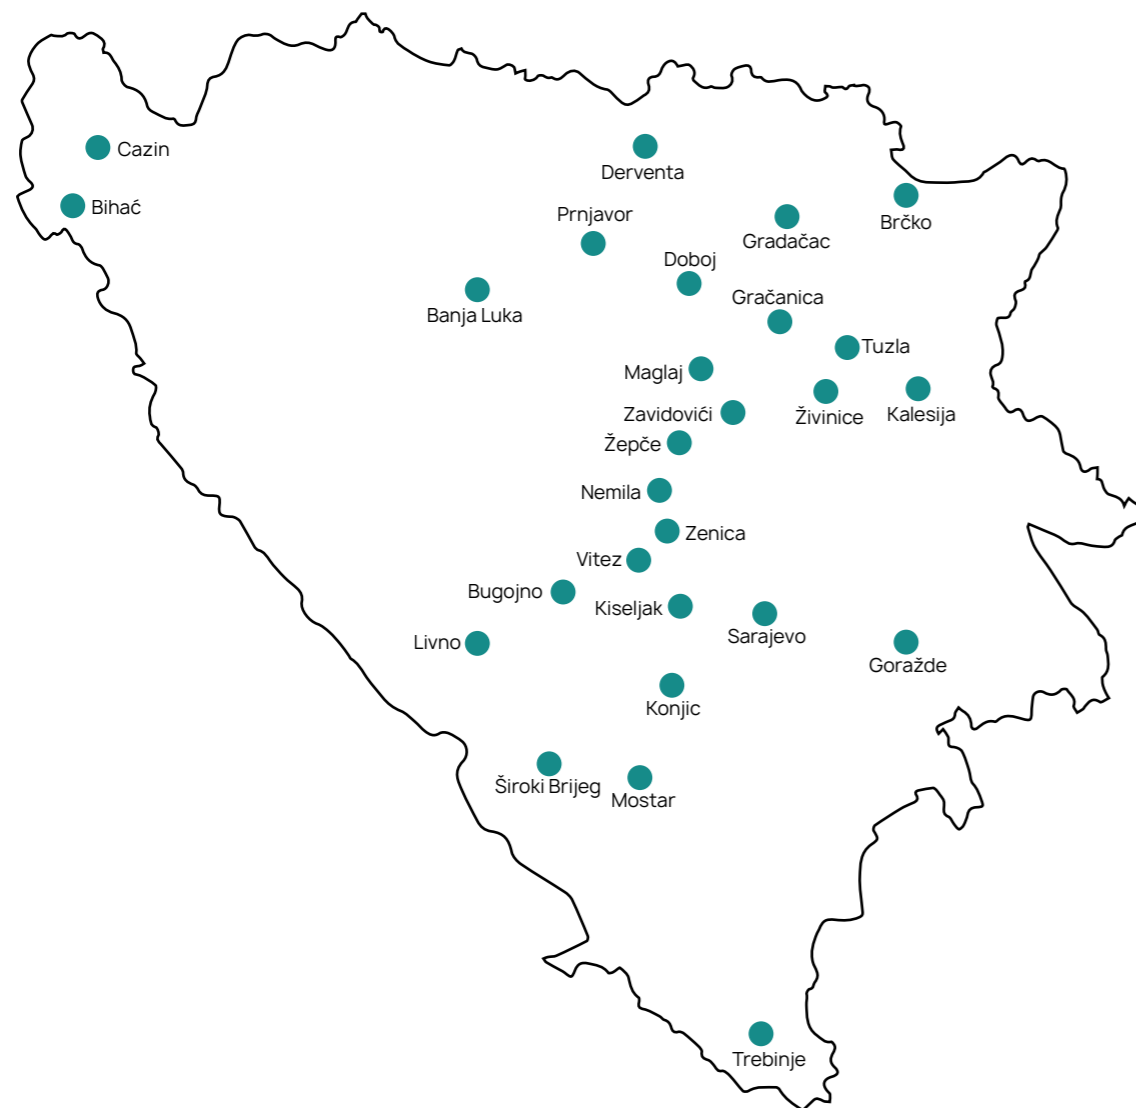 Cazin
Derventa
Bihać
Brčko
Prnjavor
Gradačac
Doboj
Gračanica
Banja Luka
Tuzla
Maglaj
Zavidovići
Živinice
Kalesija
Žepče
Nemila
Zenica
Vitez
Bugojno
Kiseljak
Sarajevo
Livno
Goražde
Konjic
Široki Brijeg
Mostar
Trebinje